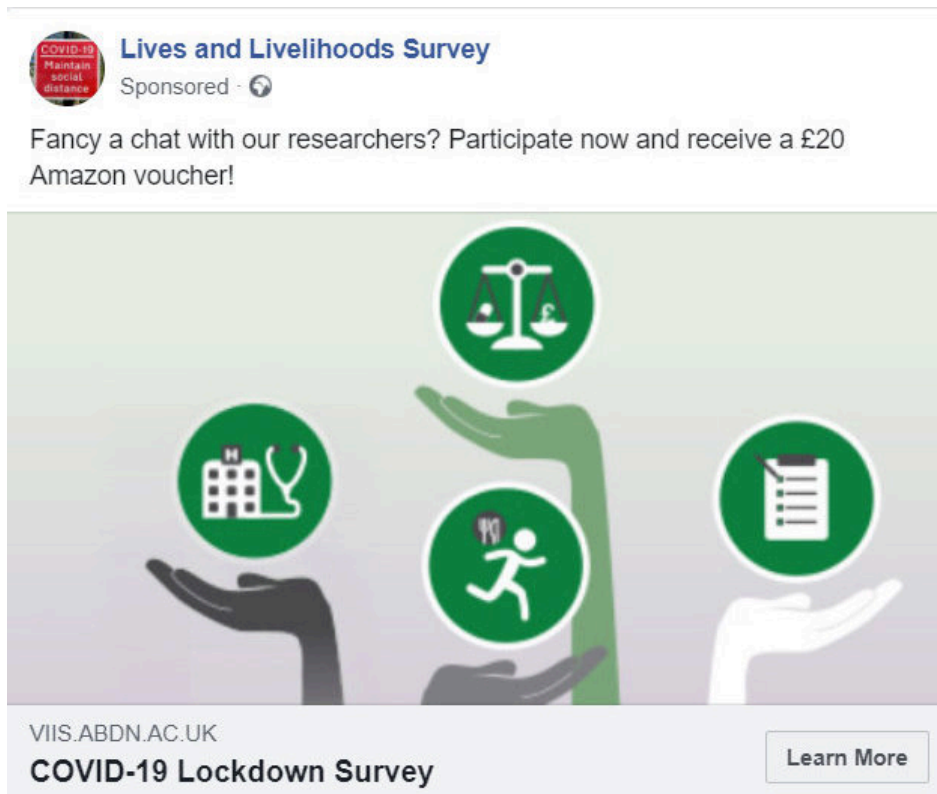 COVID-19
Maintain
social
distance
Lives and Livelihoods Survey
Sponsored ·
Fancy a chat with our researchers? Participate now and receive a £20
Amazon voucher!
£
H
VIIS.ABDN.AC.UK
COVID-19 Lockdown Survey
Learn More